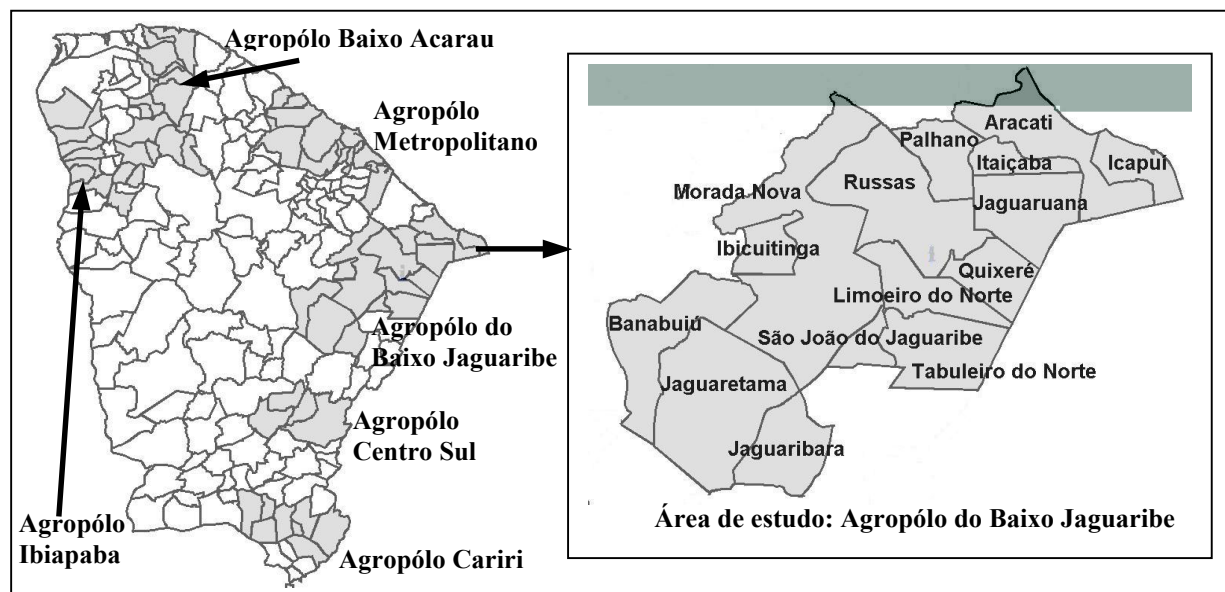 Agropólo Baixo Acarau
Agropólo
Metropolitano
Agropólo do
Baixo Jaguaribe
Agropólo
Centro Sul
Agropólo
Ibiapaba
Agropólo Cariri
Aracati
Palhano
Itaiçaba
Icapuí
Russas
Morada Nova
Jaguaruana
Ibicuitinga
Quixeré
Limoeiro do Norte
Banabuiú
São João do Jaguaribe
Tabuleiro do Norte
Jaguaretama
Jaguaribara
Área de estudo: Agropólo do Baixo Jaguaribe